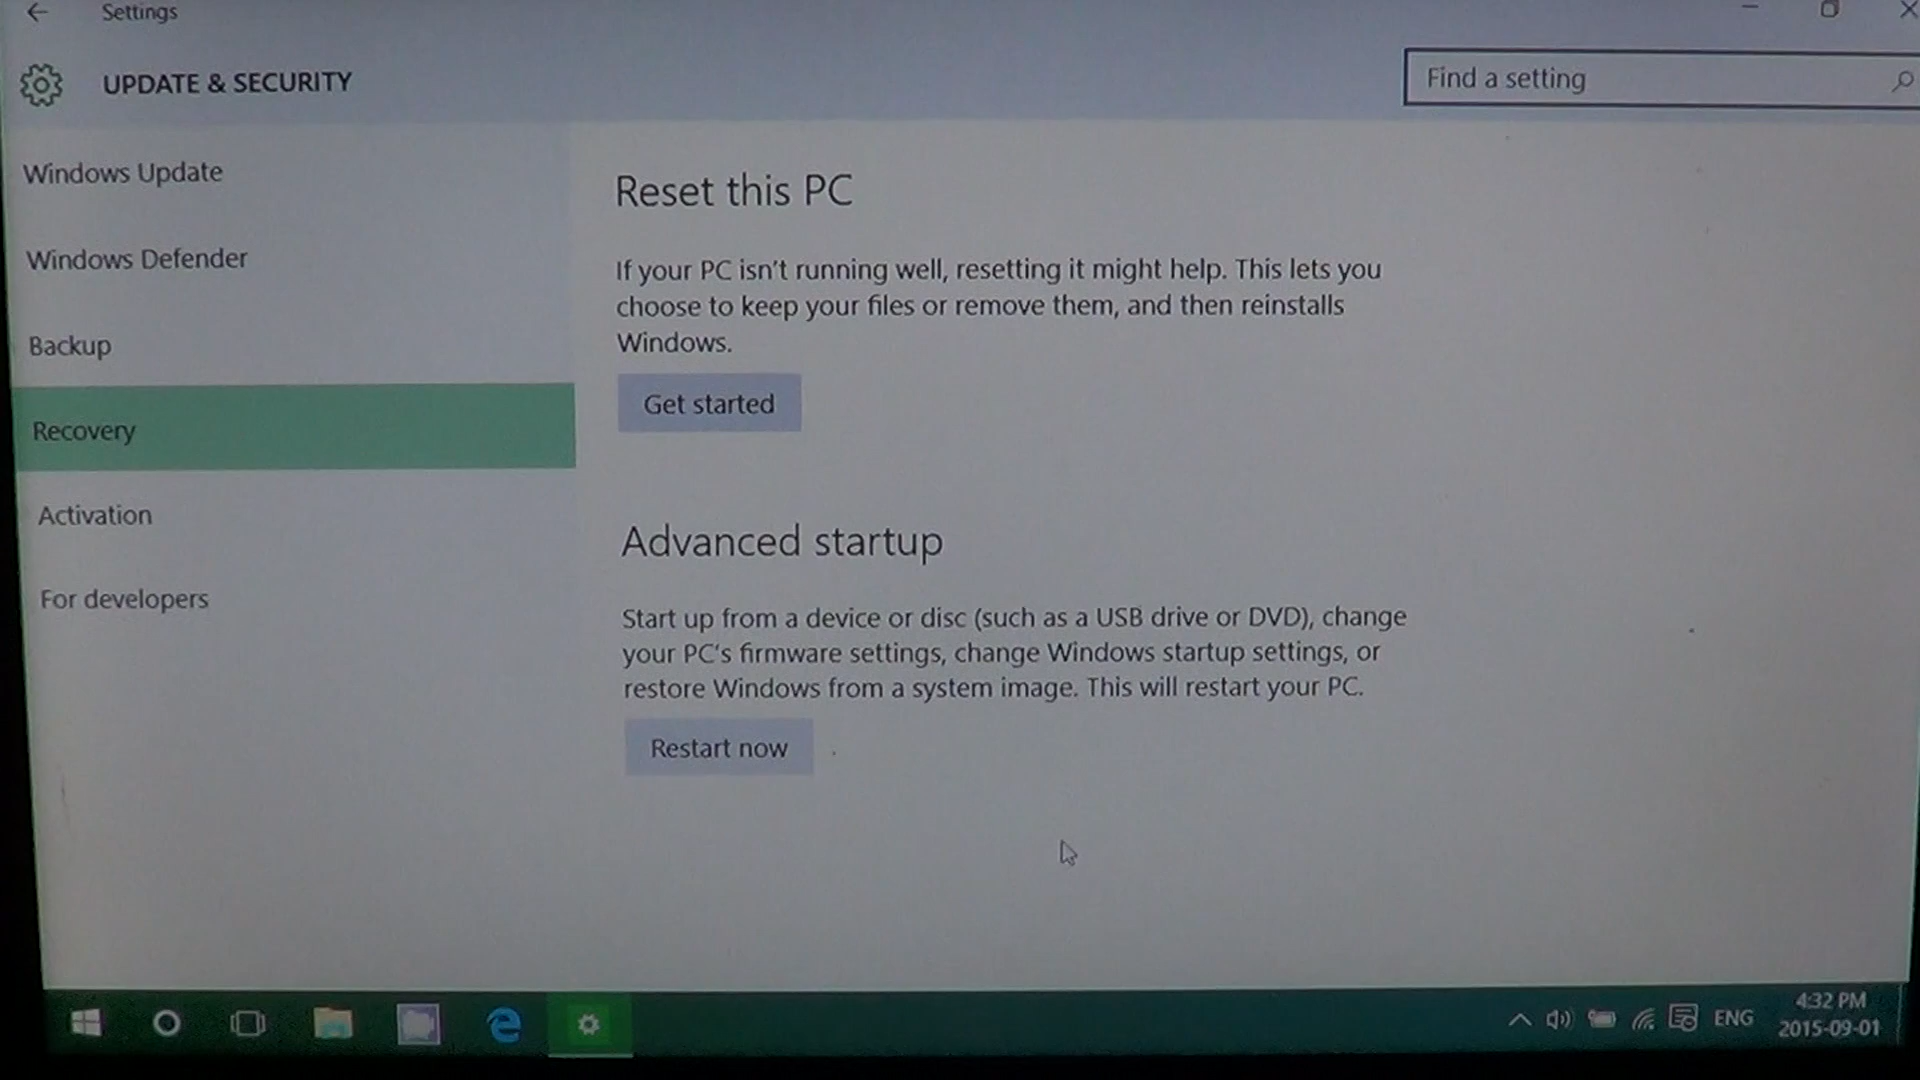 Settings
UPDATE & SECURITY
Find a setting
Windows Update
Windows Defender
Backup
Recovery
Activation
For developers
Reset this PC
If your PC isn't running well, resetting it might help. This lets you
choose to keep your files or remove them, and then reinstalls
Windows.
Get started
Advanced startup
Start up from a device or disc (such as a USB drive or DVD), change
your PC's firmware settings, change Windows startup settings, or
restore Windows from a system image. This will restart your PC.
Restart now
ENG
4:32 PM
2015-09-01